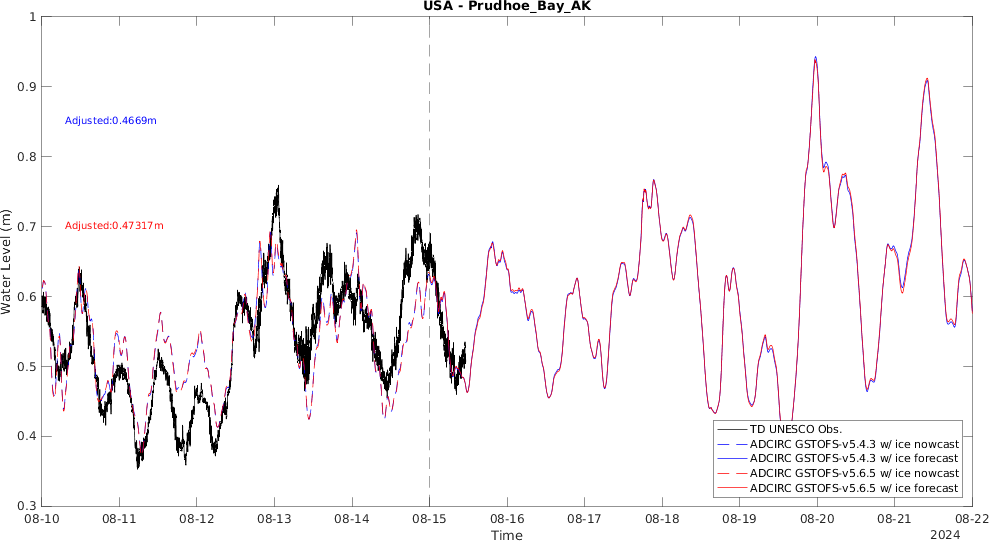 USA - Prudhoe_Bay_AK
1
0.9
Adjusted:0.4669m
0.8
0.7
Adjusted:0.47317m
Water Level (m)
0.6
0.5
0.4
0.3
TD UNESCO Obs.
ADCIRC GSTOFS-v5.4.3 w/ ice nowcast
ADCIRC GSTOFS-v5.4.3 w/ ice forecast
ADCIRC GSTOFS-v5.6.5 w/ ice nowcast
ADCIRC GSTOFS-v5.6.5 w/ ice forecast
08-10 08-11 08-12 08-13 08-14 08-15 08-16 08-17 08-18 08-19 08-20 08-21 08-22
Time 2024